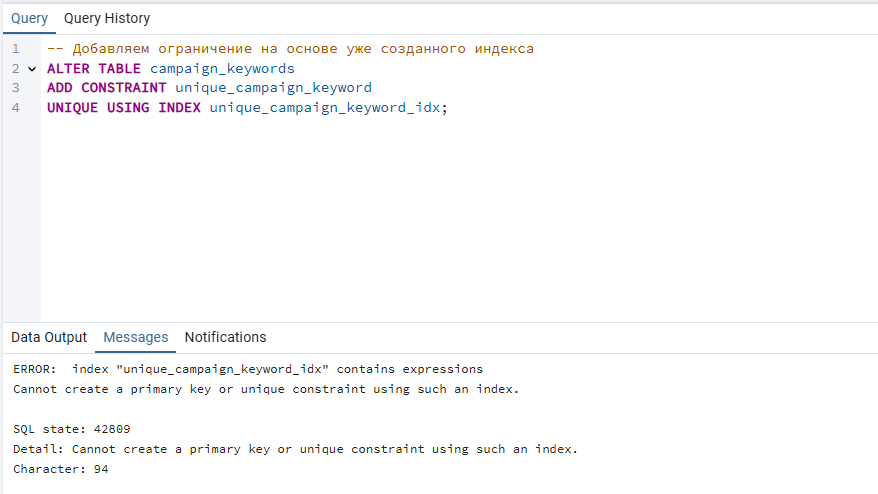 Query Query History
1 -- Добавляем ограничение на основе уже созданного индекса
2 ALTER TABLE campaign_keywords
3 ADD CONSTRAINT unique_campaign_keyword
4 UNIQUE USING INDEX unique_campaign_keyword_idx;
Data Output Messages Notifications
ERROR:  index "unique_campaign_keyword_idx" contains expressions
Cannot create a primary key or unique constraint using such an index.
SQL state: 42809
Detail: Cannot create a primary key or unique constraint using such an index.
Character: 94